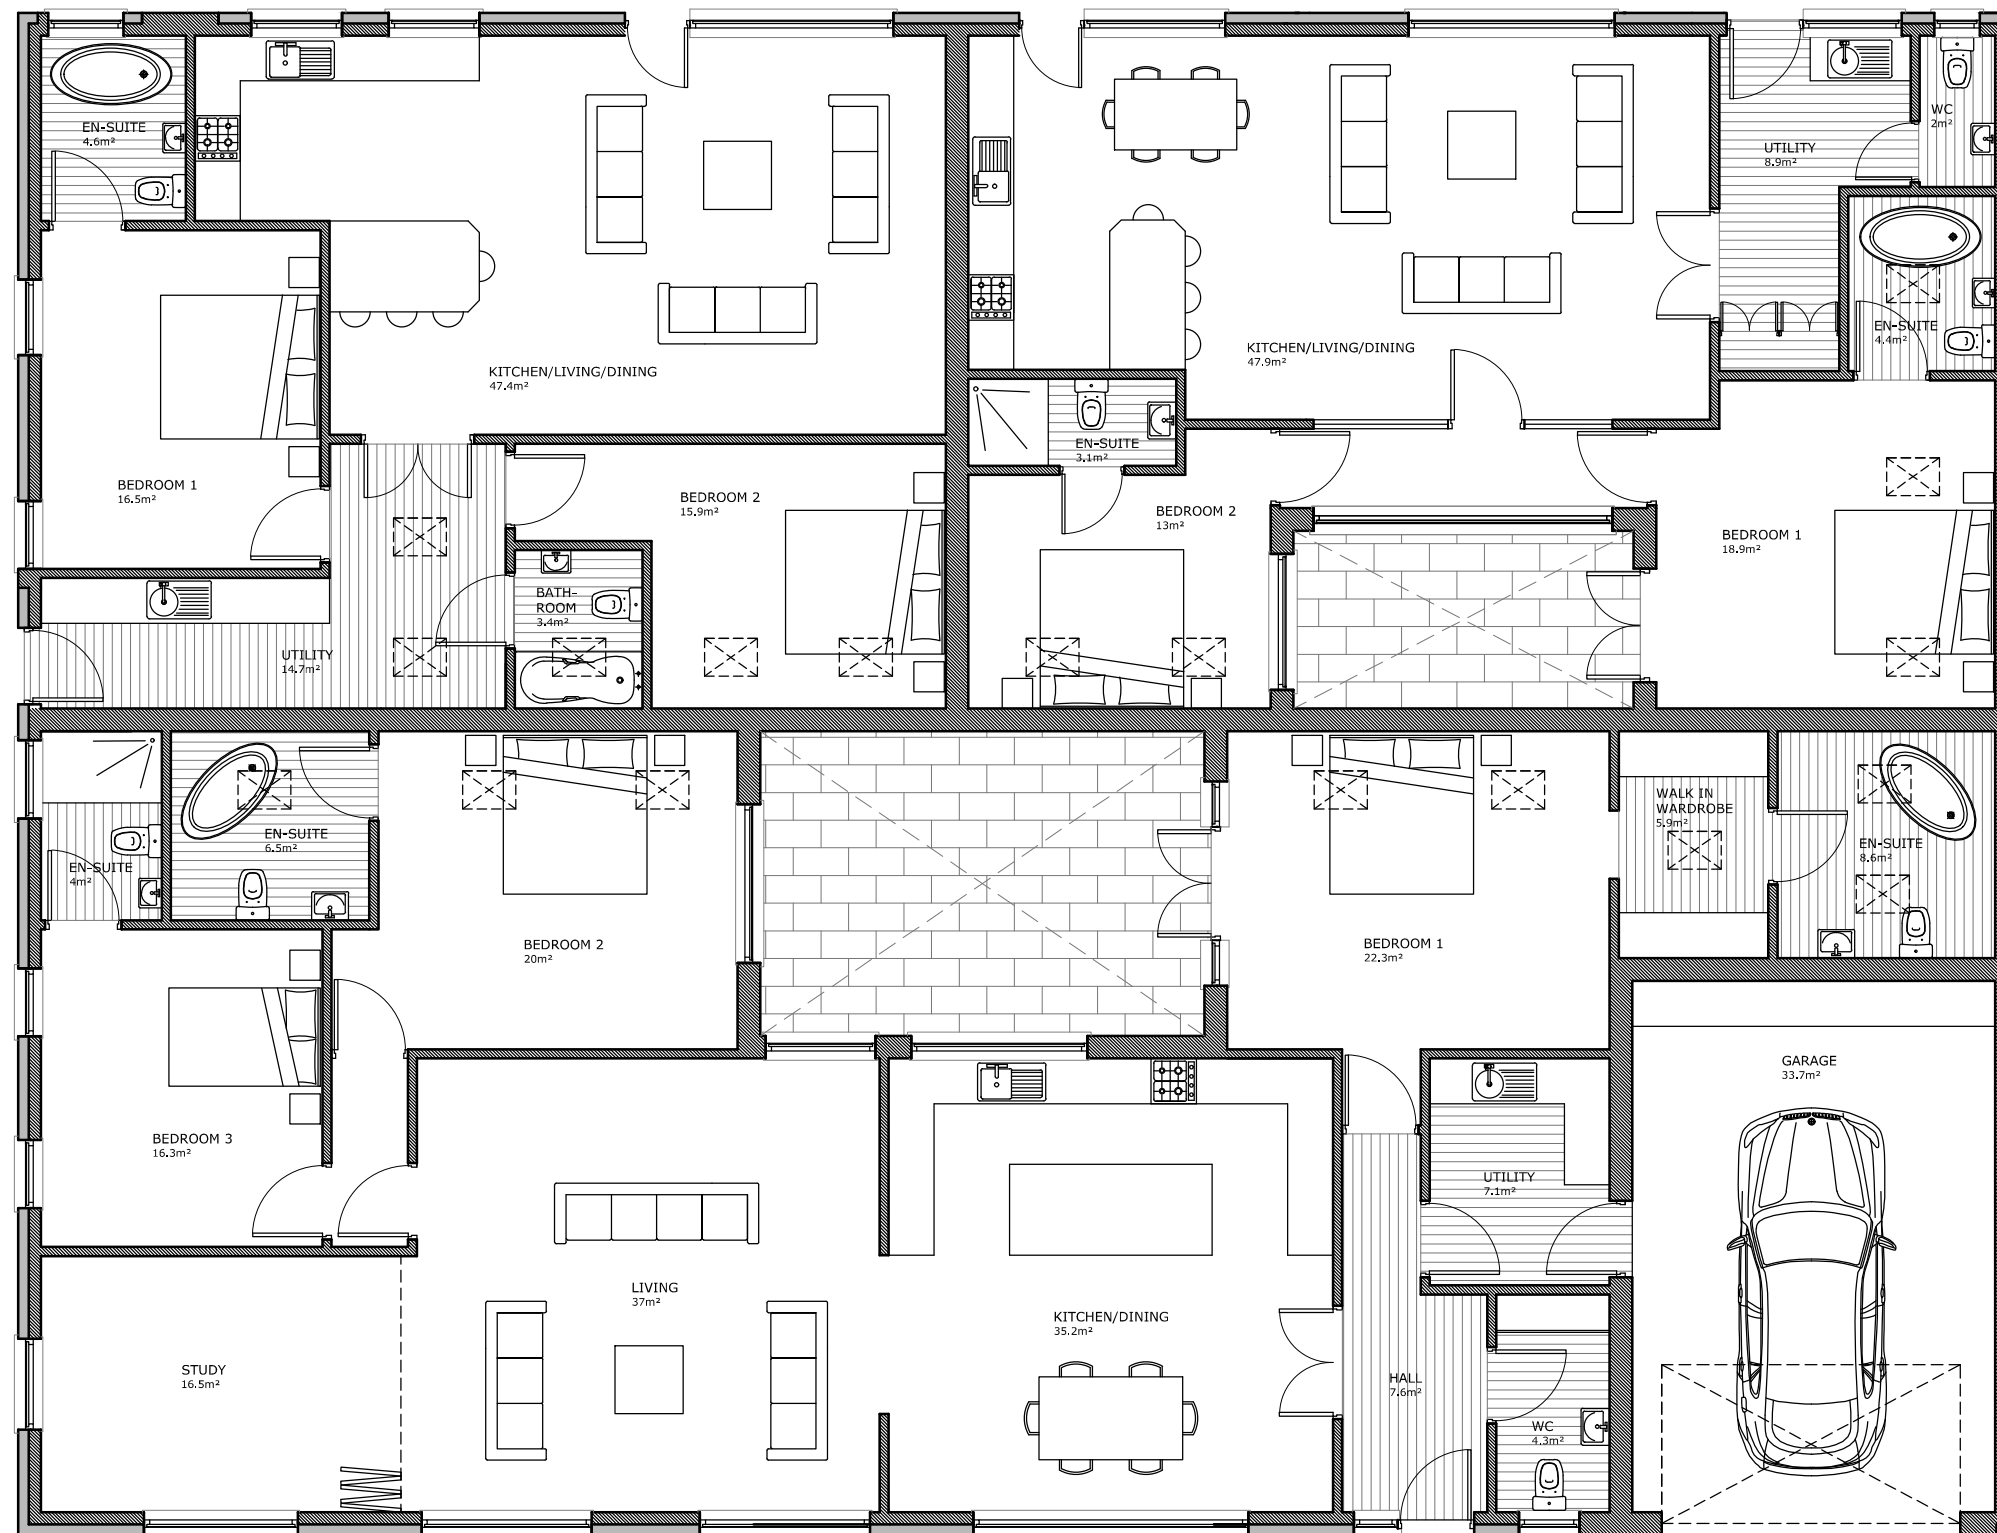 EN-SUITE
4.6m²
WC
2m²
UTILITY
8.9m²
EN-SUITE
4.4m²
KITCHEN/LIVING/DINING
47.4m²
KITCHEN/LIVING/DINING
47.9m²
EN-SUITE
3.1m²
BEDROOM 1
16.5m²
BEDROOM 2
15.9m²
BEDROOM 2
13m²
BEDROOM 1
18.9m²
BATH-
ROOM
3.4m²
UTILITY
14.7m²
EN-SUITE
4m²
EN-SUITE
6.5m²
WALK IN
WARDROBE
5.9m²
EN-SUITE
8.6m²
BEDROOM 2
20m²
BEDROOM 1
22.3m²
GARAGE
33.7m²
BEDROOM 3
16.3m²
UTILITY
7.1m²
LIVING
37m²
KITCHEN/DINING
35.2m²
STUDY
16.5m²
HALL
7.6m²
WC
4.3m²